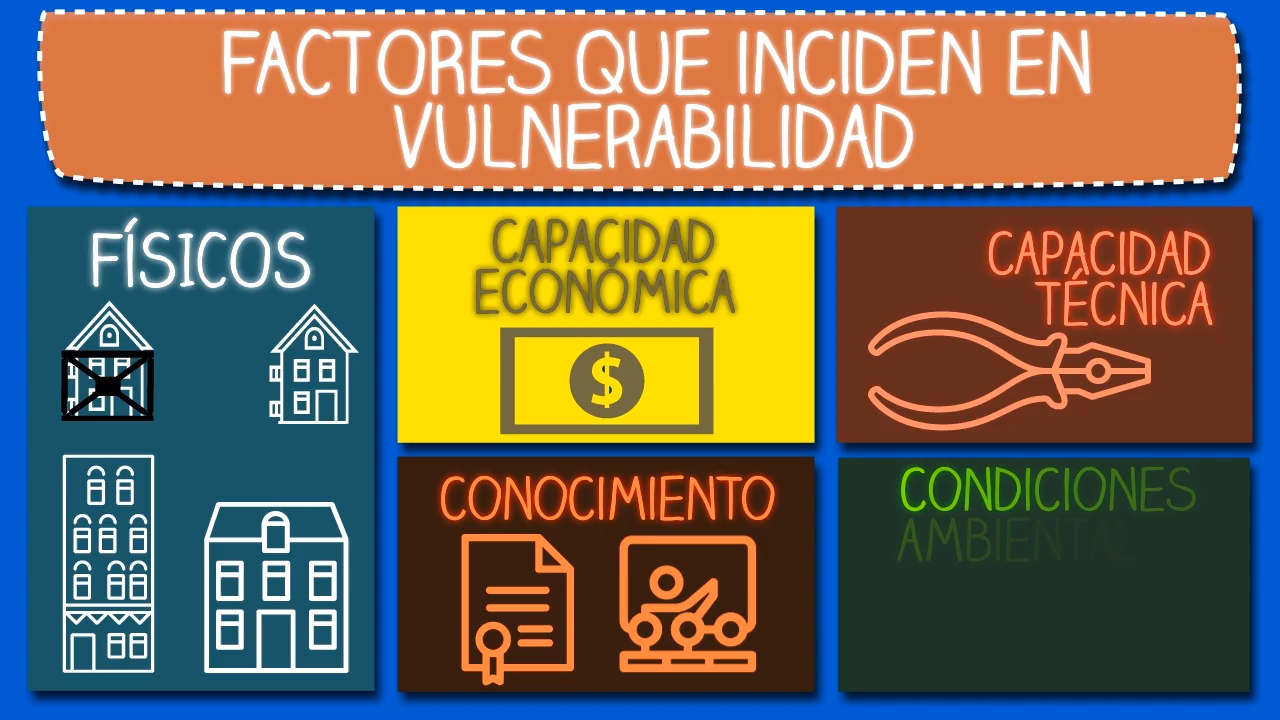 FACTORES QUE INCIDEN EN
VULNERABILIDAD
FÍSICOS
CAPACIDAD
ECONÓMICA
$
CAPACIDAD
TÉCNICA
CONOCIMIENTO
CONDICIONES